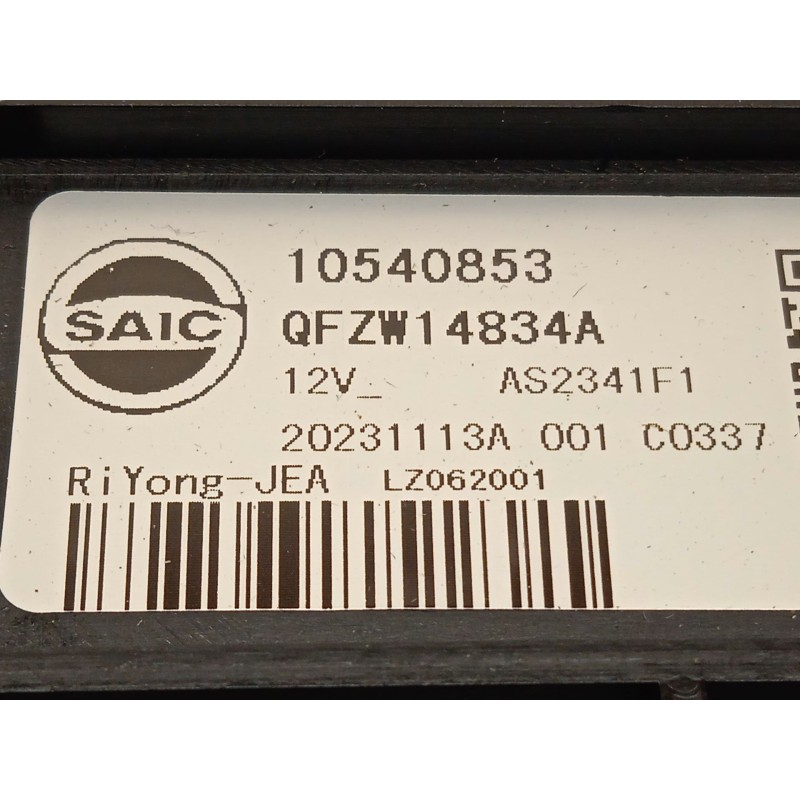 SAIC
10540853
QFZW14834A
12V_ AS2341F1
20231113A 001 C0337
RiYong-JEA LZ062001